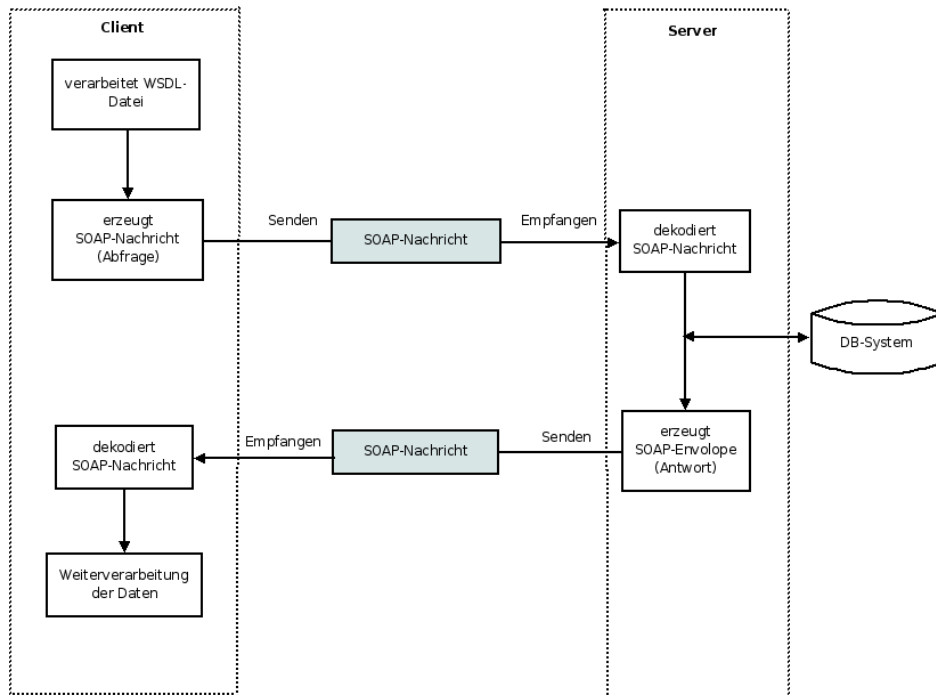 Client
Server
verarbeitet WSDL-
Datei
erzeugt
SOAP-Nachricht
(Abfrage)
Senden
SOAP-Nachricht
Empfangen
dekodiert
SOAP-Nachricht
DB-System
erzeugt
SOAP-Envolope
(Antwort)
Senden
SOAP-Nachricht
Empfangen
dekodiert
SOAP-Nachricht
Weiterverarbeitung
der Daten